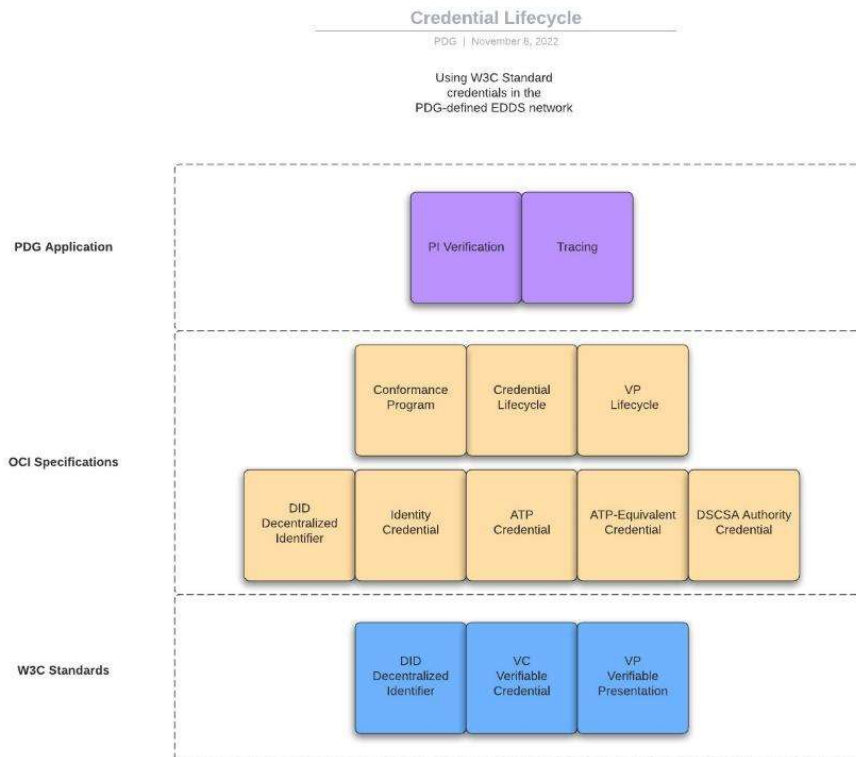 Credential Lifecycle
PDG | November 8, 2022
Using W3C Standard
credentials in the
PDG-defined EDDS network
PDG Application
PI Verification
Tracing
OCI Specifications
Conformance
Program
Credential
Lifecycle
VP
Lifecycle
DID
Decentralized
Identifier
Identity
Credential
ATP
Credential
ATP-Equivalent
Credential
DSCSA Authority
Credential
W3C Standards
DID
Decentralized
Identifier
VC
Verifiable
Credential
VP
Verifiable
Presentation